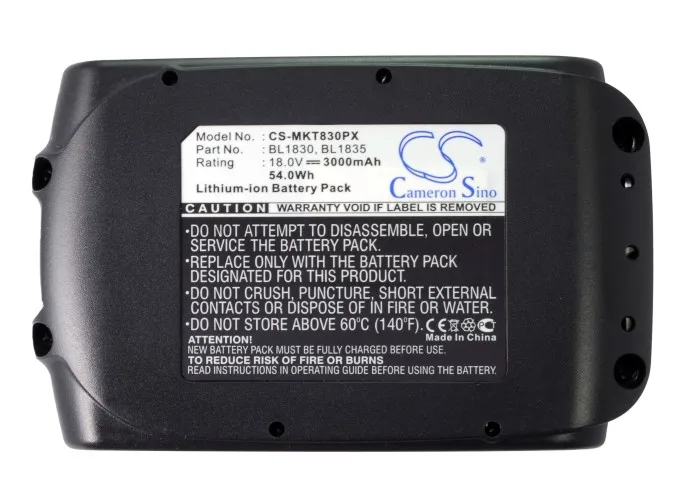 Model No. : CS-MKT830PX
Part No. : BL1830, BL1835
Rating : 18.0V 3000mAh
54.0Wh
Lithium-ion Battery Pack
CS
Cameron Sino
CAUTION WARRANTY VOID IF LABEL IS REMOVED
•DO NOT ATTEMPT TO DISASSEMBLE, OPEN OR
SERVICE THE BATTERY PACK.
•REPLACE ONLY WITH THE BATTERY PACK
DESIGNATED FOR THIS PRODUCT.
•DO NOT CRUSH, PUNCTURE, SHORT EXTERNAL
CONTACTS OR DISPOSE OF IN FIRE OR WATER.
•DO NOT STORE ABOVE 60°C (140°F).
CE
Made In China
ATTENTION!
NEW BATTERY PACK MUST BE FULLY CHARGED BEFORE USE
TO REDUCE RISK OF FIRE OR BURNS
READ INSTRUCTIONS IN OPERATING GUIDE BEFORE USING THE BATTERY